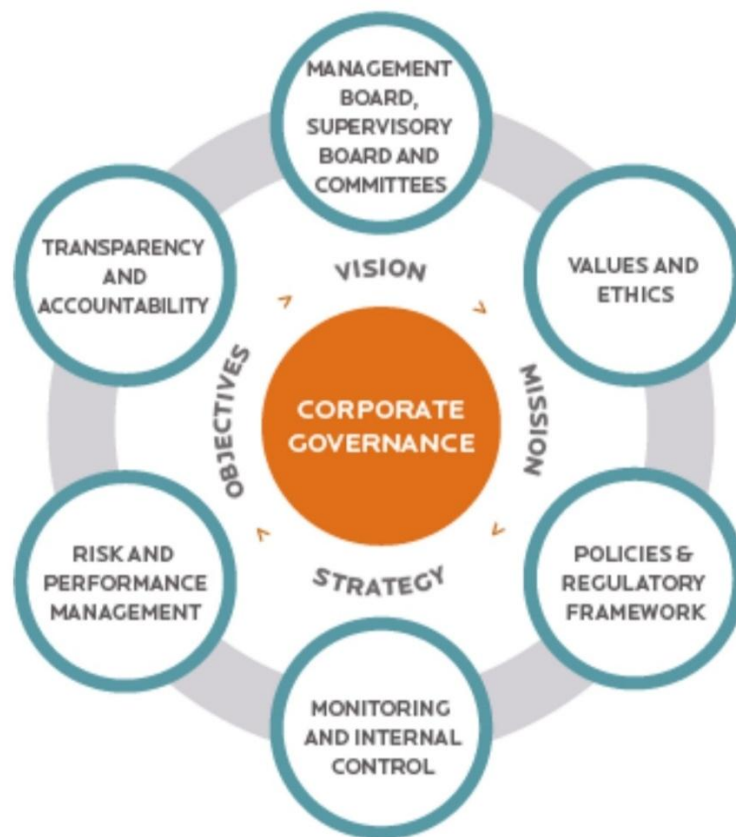 MANAGEMENT
BOARD,
SUPERVISORY
BOARD AND
COMMITTEES
TRANSPARENCY
AND
ACCOUNTABILITY
VALUES AND
ETHICS
VISION
OBJECTIVES
MISSION
CORPORATE
GOVERNANCE
STRATEGY
RISK AND
PERFORMANCE
MANAGEMENT
POLICIES &
REGULATORY
FRAMEWORK
MONITORING
AND INTERNAL
CONTROL